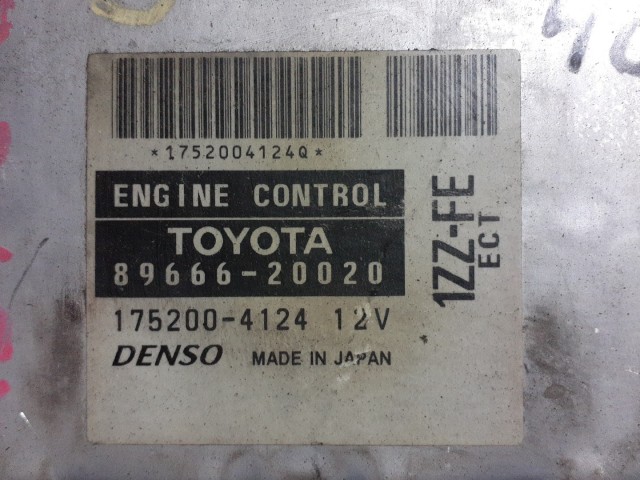 *1752004124Q*
ENGINE CONTROL
TOYOTA
89666-20020
175200-4124 12V
DENSO MADE IN JAPAN
1ZZ-FE
ECT